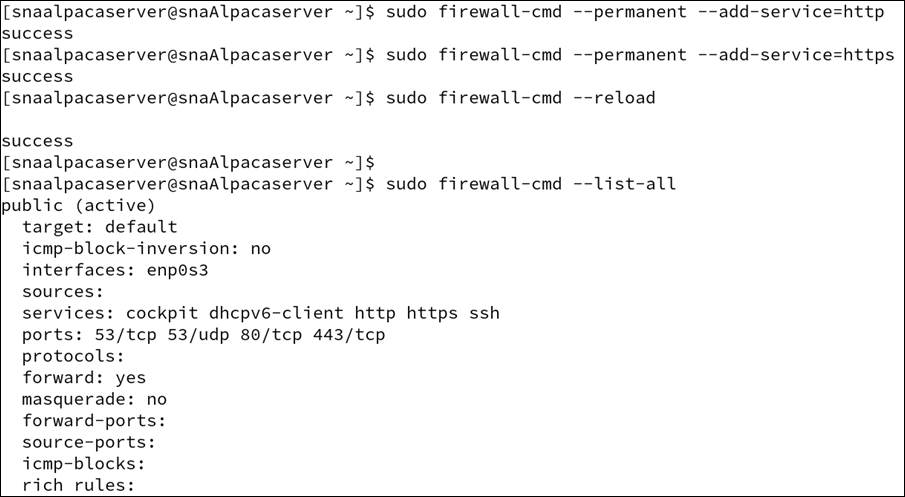 [snaalpacaserver@snaAlpacaserver ~]$ sudo firewall-cmd --permanent --add-service=http
success
[snaalpacaserver@snaAlpacaserver ~]$ sudo firewall-cmd --permanent --add-service=https
success
[snaalpacaserver@snaAlpacaserver ~]$ sudo firewall-cmd --reload
success
[snaalpacaserver@snaAlpacaserver ~]$
[snaalpacaserver@snaAlpacaserver ~]$ sudo firewall-cmd --list-all
public (active)
  target: default
  icmp-block-inversion: no
  interfaces: enp0s3
  sources:
  services: cockpit dhcpv6-client http https ssh
  ports: 53/tcp 53/udp 80/tcp 443/tcp
  protocols:
  forward: yes
  masquerade: no
  forward-ports:
  source-ports:
  icmp-blocks:
  rich rules: